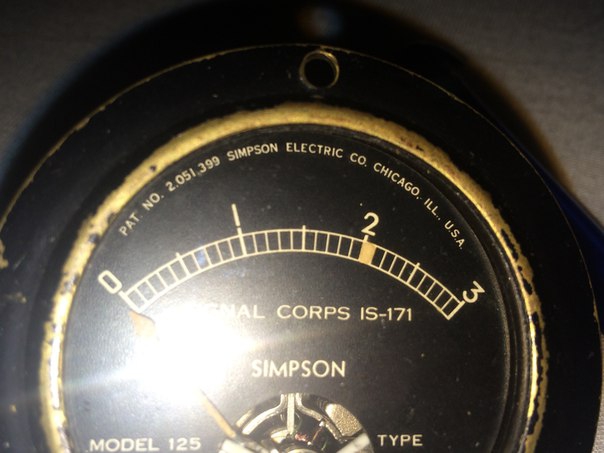 PAT. NO. 2,051,399 SIMPSON ELECTRIC CO. CHICAGO, ILL., U.S.A.
0 1 2 3
CORPS IS-171
SIMPSON
MODEL 125 TYPE